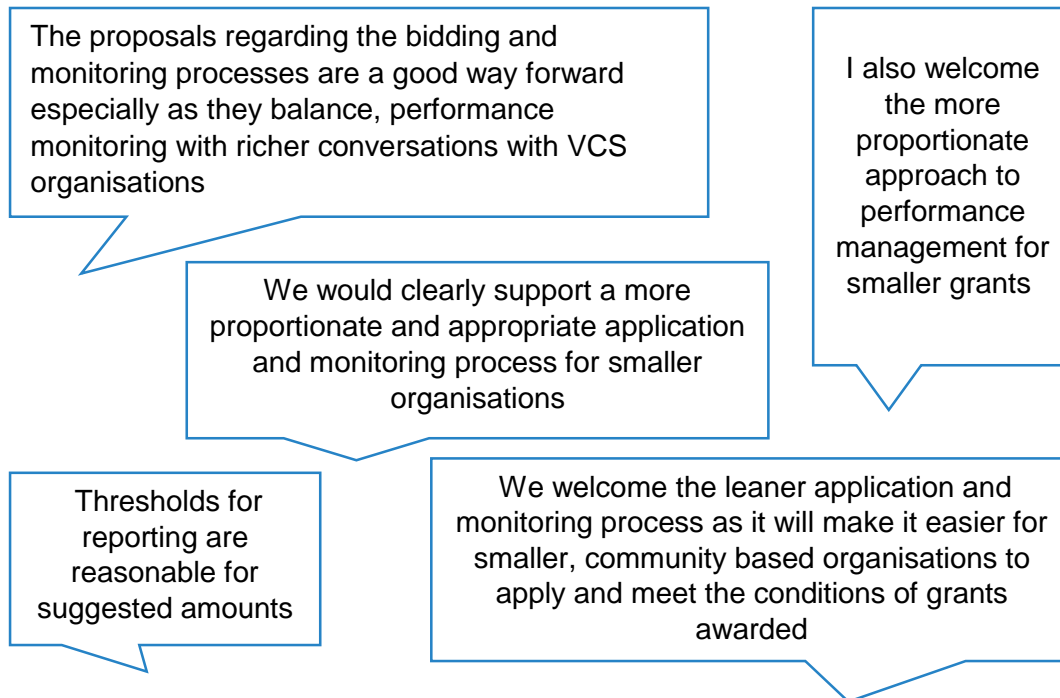 The proposals regarding the bidding and
monitoring processes are a good way forward
especially as they balance, performance
monitoring with richer conversations with VCS
organisations
I also welcome
the more
proportionate
approach to
performance
management for
smaller grants
We would clearly support a more
proportionate and appropriate application
and monitoring process for smaller
organisations
Thresholds for
reporting are
reasonable for
suggested amounts
We welcome the leaner application and
monitoring process as it will make it easier for
smaller, community based organisations to
apply and meet the conditions of grants
awarded